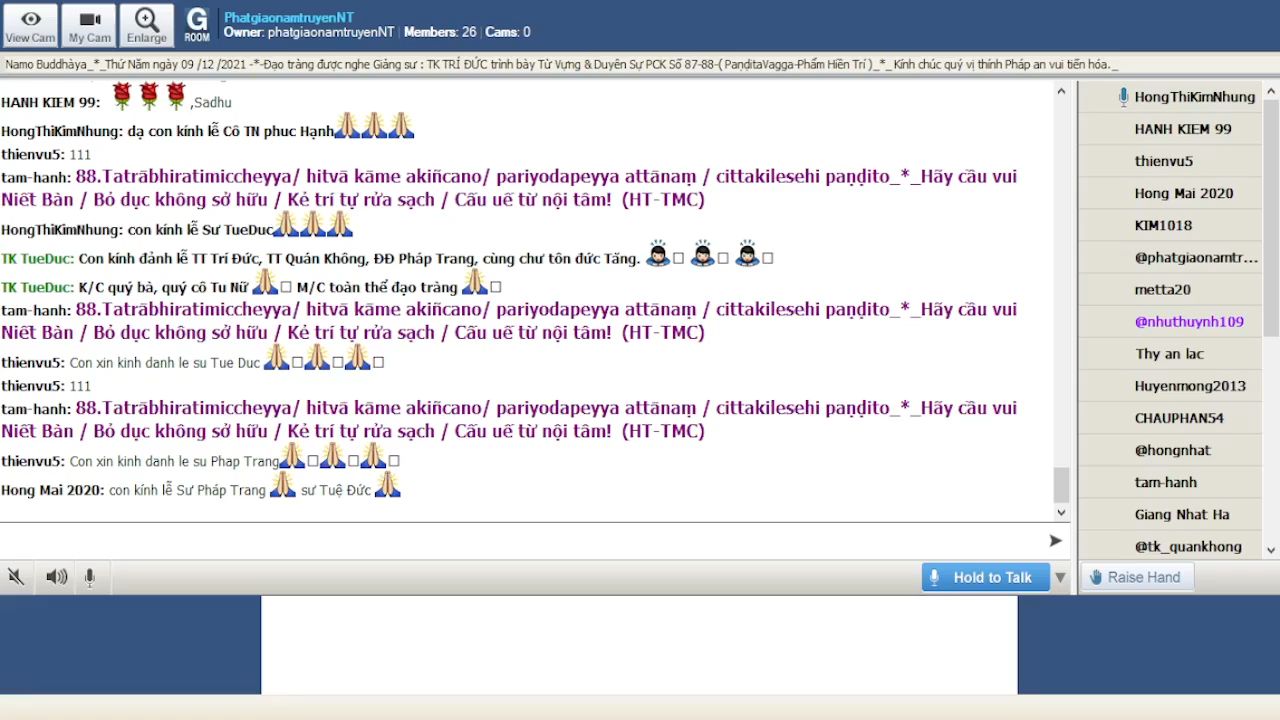 View Cam
My Cam
Enlarge
G
ROOM
PhatgiaonamtruyenNT
Owner: phatgiaonamtruyenNT | Members: 26 | Cams: 0
Namo Buddhàya_*_Thứ Năm ngày 09 /12 /2021 -*-Đạo tràng được nghe Giảng sư : TK TRÍ ĐỨC trình bày Từ Vựng & Duyên Sự PCK Số 87-88-( PaṇḍitaVagga-Phẩm Hiền Trí )_*_Kính chúc quý vị thính Pháp an vui tiến hóa._
HANH KIEM 99: 🌹🌹🌹,Sadhu
HongThiKimNhung: dạ con kính lễ Cô TN phuc Hạnh🙏🙏🙏
thienvu5: 111
tam-hanh: 88.Tatrābhiratimiccheyya/ hitvā kāme akiñcano/ pariyodapeyya attānaṃ / cittakilesehi paṇḍito_*_Hãy cầu vui
Niết Bàn / Bỏ dục không sở hữu / Kẻ trí tự rửa sạch / Cấu uế từ nội tâm! (HT-TMC)
HongThiKimNhung: con kính lễ Sư TueDuc🙏🙏🙏
TK TueDuc: Con kính đảnh lễ TT Trí Đức, TT Quán Không, ĐĐ Pháp Trang, cùng chư tôn đức Tăng. 🙇□ 🙇□ 🙇□
TK TueDuc: K/C quý bà, quý cô Tu Nữ 🙏□ M/C toàn thể đạo tràng 🙏□
tam-hanh: 88.Tatrābhiratimiccheyya/ hitvā kāme akiñcano/ pariyodapeyya attānaṃ / cittakilesehi paṇḍito_*_Hãy cầu vui
Niết Bàn / Bỏ dục không sở hữu / Kẻ trí tự rửa sạch / Cấu uế từ nội tâm! (HT-TMC)
thienvu5: Con xin kinh danh le su Tue Duc 🙏□🙏□🙏□
thienvu5: 111
tam-hanh: 88.Tatrābhiratimiccheyya/ hitvā kāme akiñcano/ pariyodapeyya attānaṃ / cittakilesehi paṇḍito_*_Hãy cầu vui
Niết Bàn / Bỏ dục không sở hữu / Kẻ trí tự rửa sạch / Cấu uế từ nội tâm! (HT-TMC)
thienvu5: Con xin kinh danh le su Phap Trang🙏□🙏□🙏□
Hong Mai 2020: con kính lễ Sư Pháp Trang 🙏 sư Tuệ Đức 🙏
HongThiKimNhung
HANH KIEM 99
thienvu5
Hong Mai 2020
KIM1018
@phatgiaonamtr...
metta20
@nhuthuynh109
Thy an lac
Huyenmong2013
CHAUPHAN54
@hongnhat
tam-hanh
Giang Nhat Ha
@tk_quankhong
Hold to Talk
Raise Hand